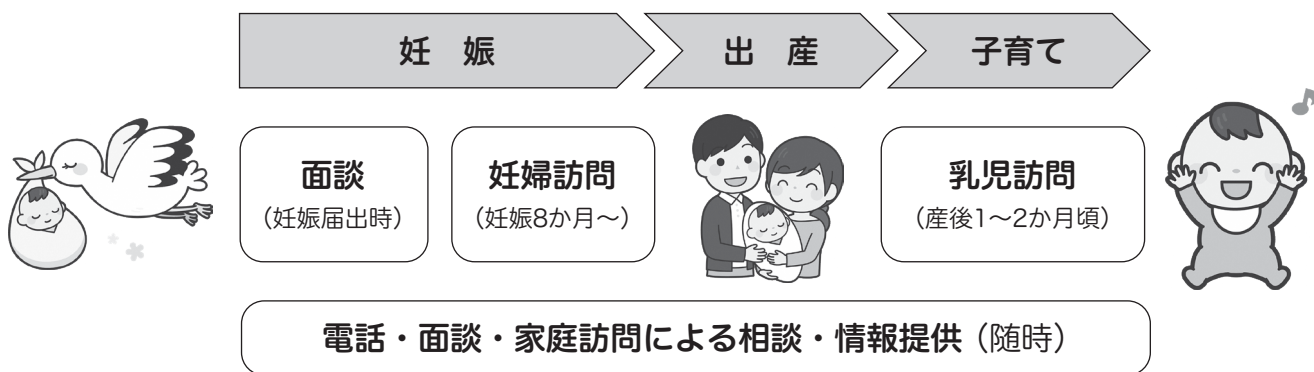 妊　娠
出　産
子育て
面談
（妊娠届出時）
妊婦訪問
（妊娠8か月〜）
乳児訪問
（産後1〜2か月頃）
電話・面談・家庭訪問による相談・情報提供（随時）